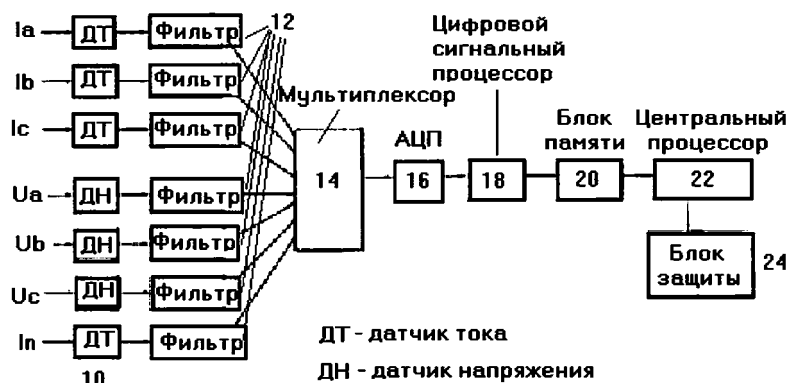 Ia ДТ Фильтр 12
Ib ДТ Фильтр
Ic ДТ Фильтр
Ua ДН Фильтр
Ub ДН Фильтр
Uc ДН Фильтр
In ДТ Фильтр
10
Мультиплексор
14
АЦП
16
Цифровой
сигнальный
процессор
18
Блок
памяти
20
Центральный
процессор
22
Блок
защиты
24
ДТ - датчик тока
ДН - датчик напряжения